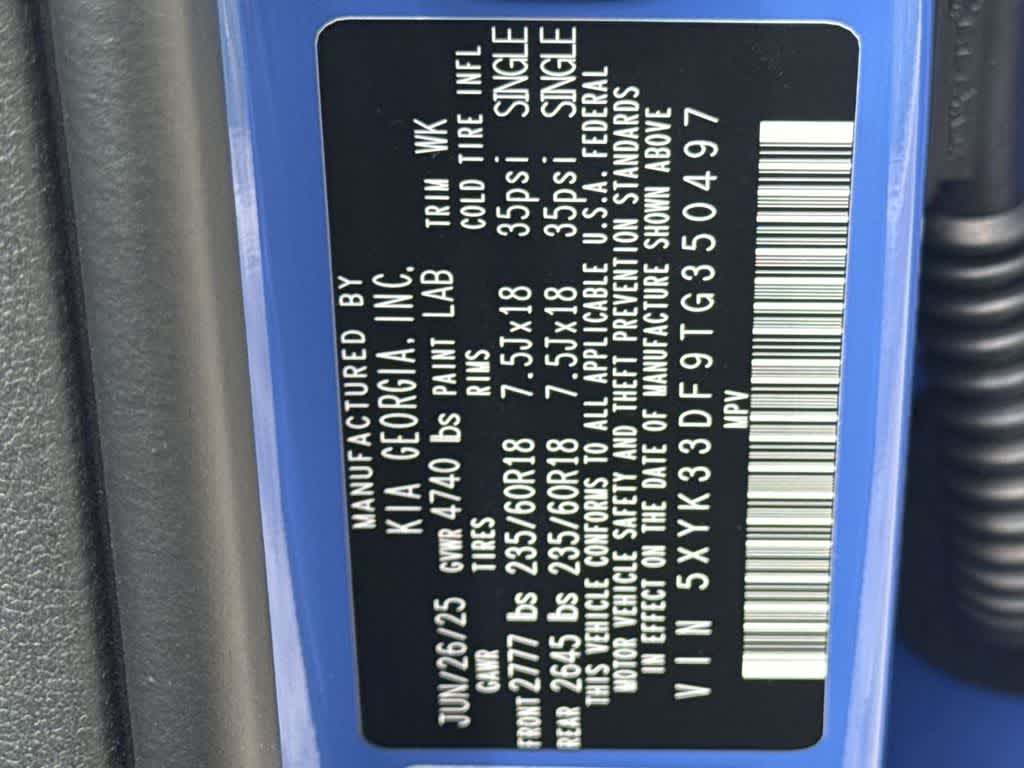 MANUFACTURED BY
KIA GEORGIA, INC.
JUN/26/25 GVWR 4740 lbs PAINT LAB TRIM WK
GAWR TIRES RIMS COLD TIRE INFL
FRONT 2777 lbs 235/60R18 7.5Jx18 35psi SINGLE
REAR 2645 lbs 235/60R18 7.5Jx18 35psi SINGLE
THIS VEHICLE CONFORMS TO ALL APPLICABLE U.S.A. FEDERAL
MOTOR VEHICLE SAFETY AND THEFT PREVENTION STANDARDS
IN EFFECT ON THE DATE OF MANUFACTURE SHOWN ABOVE
VIN 5XYK33DF9TG350497
MPV